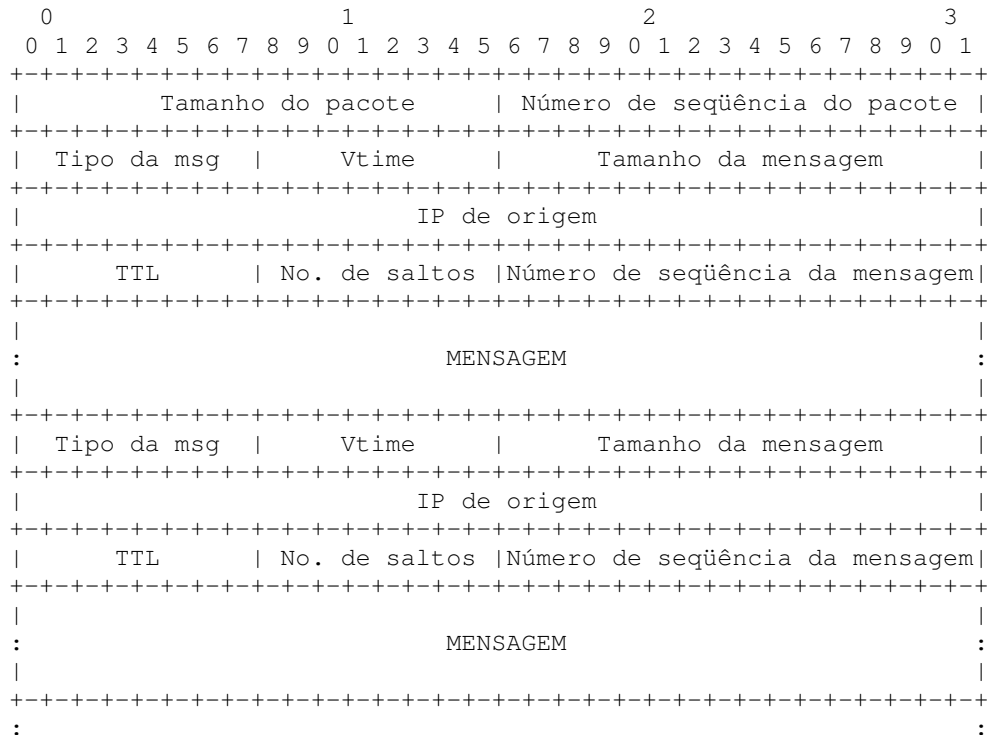 0 1 2 3
0 1 2 3 4 5 6 7 8 9 0 1 2 3 4 5 6 7 8 9 0 1 2 3 4 5 6 7 8 9 0 1
+-+-+-+-+-+-+-+-+-+-+-+-+-+-+-+-+-+-+-+-+-+-+-+-+-+-+-+-+-+-+-+-+
| Tamanho do pacote | Número de seqüência do pacote |
+-+-+-+-+-+-+-+-+-+-+-+-+-+-+-+-+-+-+-+-+-+-+-+-+-+-+-+-+-+-+-+-+
| Tipo da msg | Vtime | Tamanho da mensagem |
+-+-+-+-+-+-+-+-+-+-+-+-+-+-+-+-+-+-+-+-+-+-+-+-+-+-+-+-+-+-+-+-+
| IP de origem |
+-+-+-+-+-+-+-+-+-+-+-+-+-+-+-+-+-+-+-+-+-+-+-+-+-+-+-+-+-+-+-+-+
| TTL | No. de saltos |Número de seqüência da mensagem|
+-+-+-+-+-+-+-+-+-+-+-+-+-+-+-+-+-+-+-+-+-+-+-+-+-+-+-+-+-+-+-+-+
| |
: MENSAGEM :
| |
+-+-+-+-+-+-+-+-+-+-+-+-+-+-+-+-+-+-+-+-+-+-+-+-+-+-+-+-+-+-+-+-+
| Tipo da msg | Vtime | Tamanho da mensagem |
+-+-+-+-+-+-+-+-+-+-+-+-+-+-+-+-+-+-+-+-+-+-+-+-+-+-+-+-+-+-+-+-+
| IP de origem |
+-+-+-+-+-+-+-+-+-+-+-+-+-+-+-+-+-+-+-+-+-+-+-+-+-+-+-+-+-+-+-+-+
| TTL | No. de saltos |Número de seqüência da mensagem|
+-+-+-+-+-+-+-+-+-+-+-+-+-+-+-+-+-+-+-+-+-+-+-+-+-+-+-+-+-+-+-+-+
| |
: MENSAGEM :
| |
+-+-+-+-+-+-+-+-+-+-+-+-+-+-+-+-+-+-+-+-+-+-+-+-+-+-+-+-+-+-+-+-+
: :